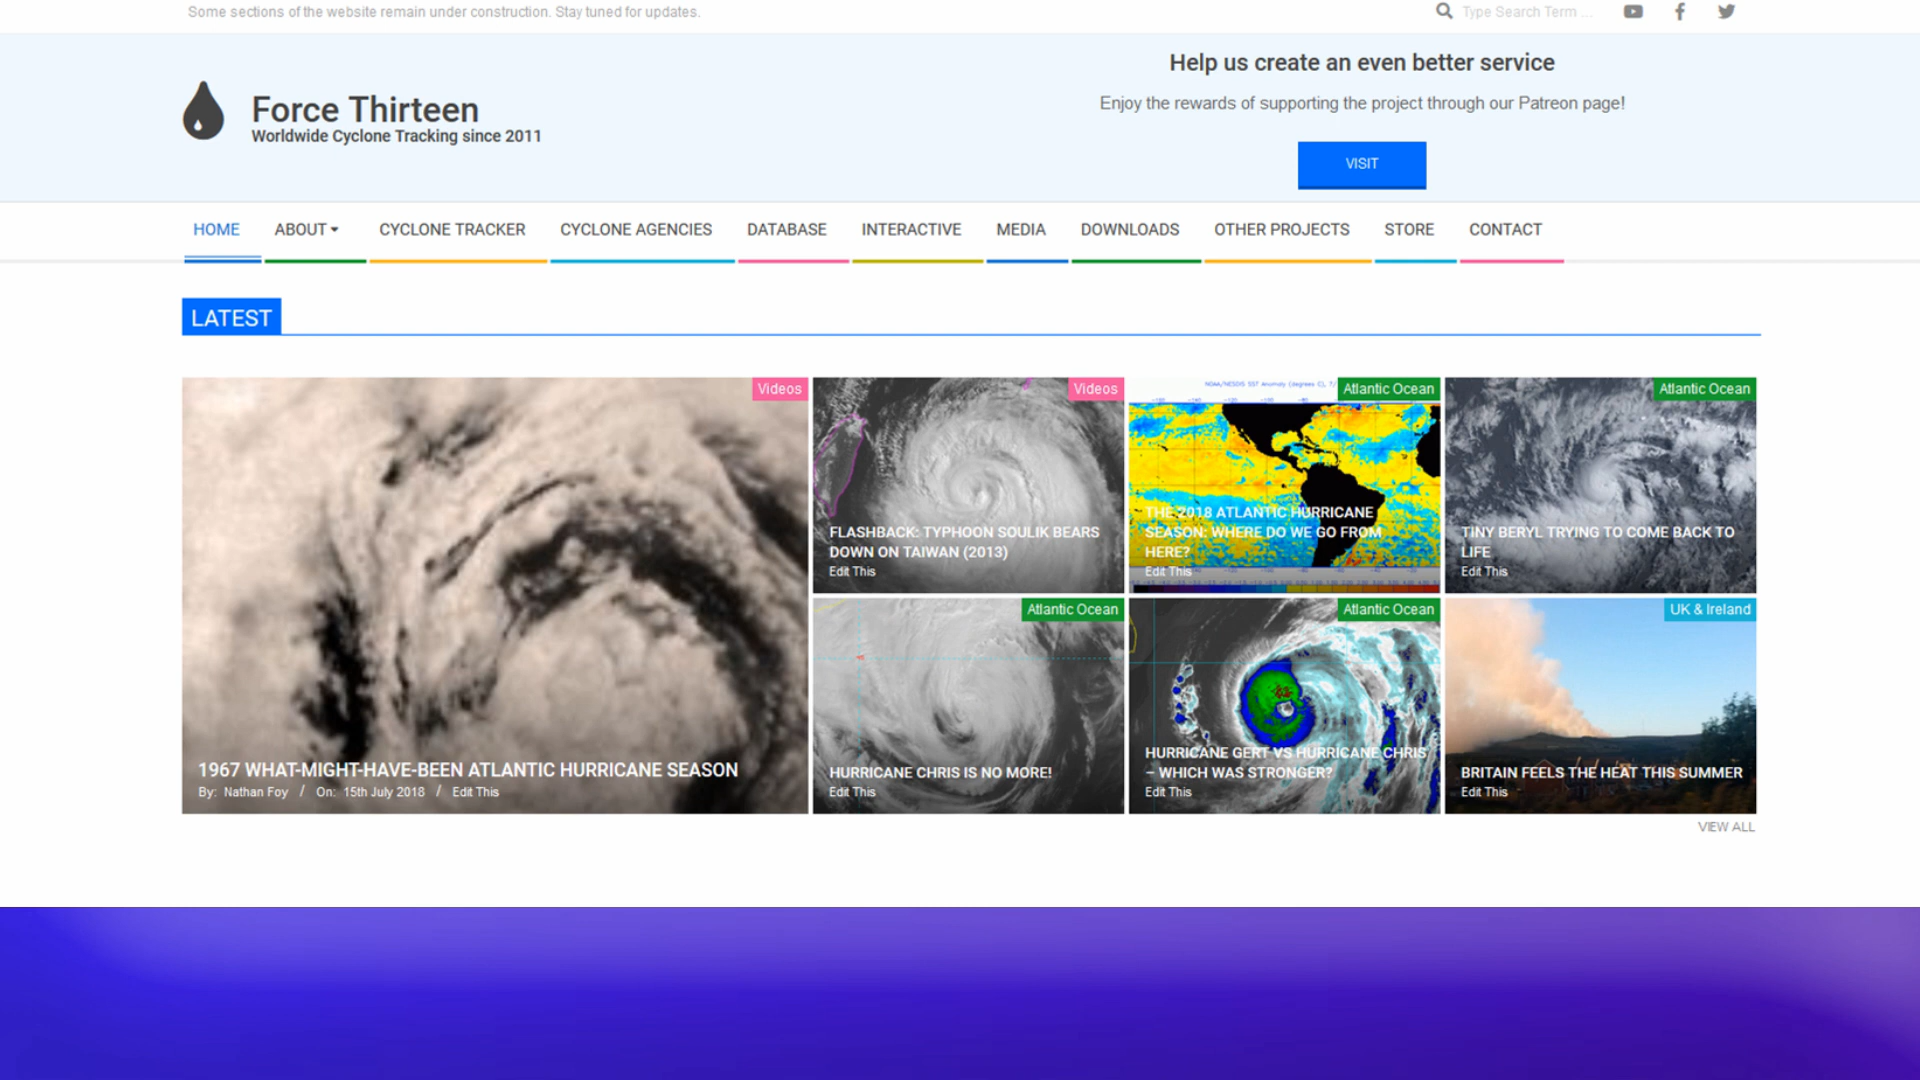 Some sections of the website remain under construction. Stay tuned for updates.
Type Search Term ...
Force Thirteen
Worldwide Cyclone Tracking since 2011
Help us create an even better service
Enjoy the rewards of supporting the project through our Patreon page!
VISIT
HOME ABOUT CYCLONE TRACKER CYCLONE AGENCIES DATABASE INTERACTIVE MEDIA DOWNLOADS OTHER PROJECTS STORE CONTACT
LATEST
Videos
1967 WHAT-MIGHT-HAVE-BEEN ATLANTIC HURRICANE SEASON
By: Nathan Foy / On: 15th July 2018 / Edit This
Videos
FLASHBACK: TYPHOON SOULIK BEARS
DOWN ON TAIWAN (2013)
Edit This
NOAA/NESDIS SST Anomaly (degrees C), 7/
Atlantic Ocean
THE 2018 ATLANTIC HURRICANE
SEASON: WHERE DO WE GO FROM
HERE?
Edit This
Atlantic Ocean
TINY BERYL TRYING TO COME BACK TO
LIFE
Edit This
Atlantic Ocean
HURRICANE CHRIS IS NO MORE!
Edit This
Atlantic Ocean
HURRICANE GERT VS HURRICANE CHRIS
– WHICH WAS STRONGER?
Edit This
UK & Ireland
BRITAIN FEELS THE HEAT THIS SUMMER
Edit This
VIEW ALL